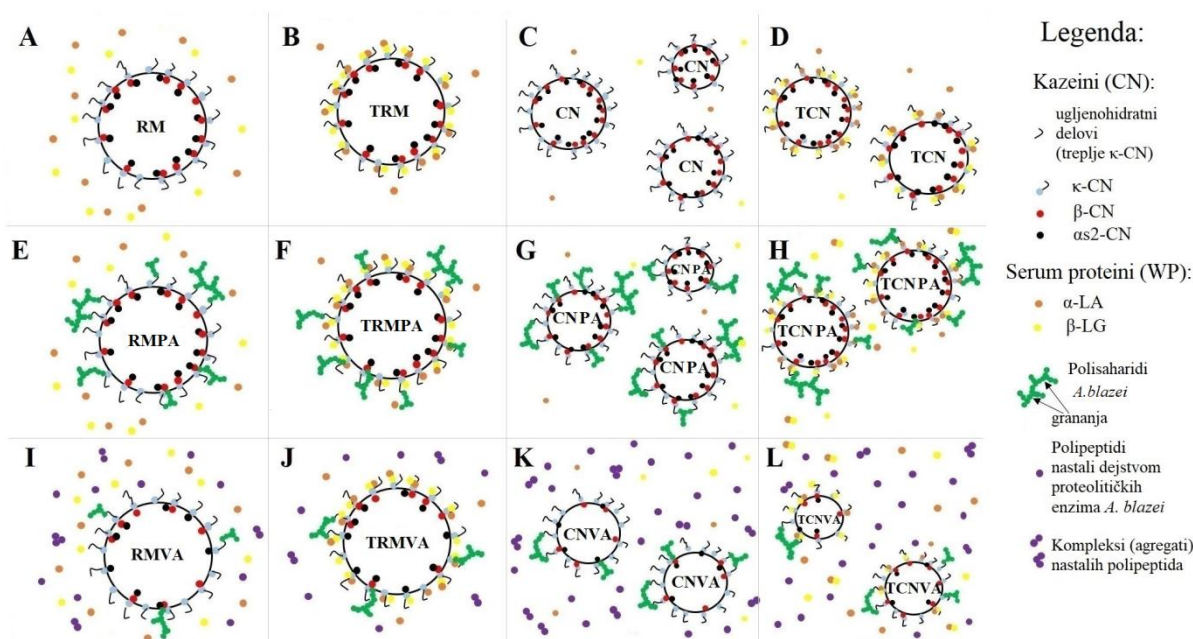 A
B
C
D
RM
TRM
CN
CN
CN
TCN
TCN
E
F
G
H
RMPA
TRMPA
CNPA
CNPA
CNPA
TCNPA
TCNPA
I
J
K
L
RMVA
TRMVA
CNVA
CNVA
TCNVA
TCNVA
Legenda:
Kazeini (CN):
ugljenohidratni
delovi
(treplje κ-CN)
κ-CN
β-CN
αs2-CN
Serum proteini (WP):
α-LA
β-LG
Polisaharidi
A.blazei
grananja
Polipeptidi
nastali dejstvom
proteolitičkih
enzima A. blazei
Kompleksi (agregati)
nastalih polipeptida